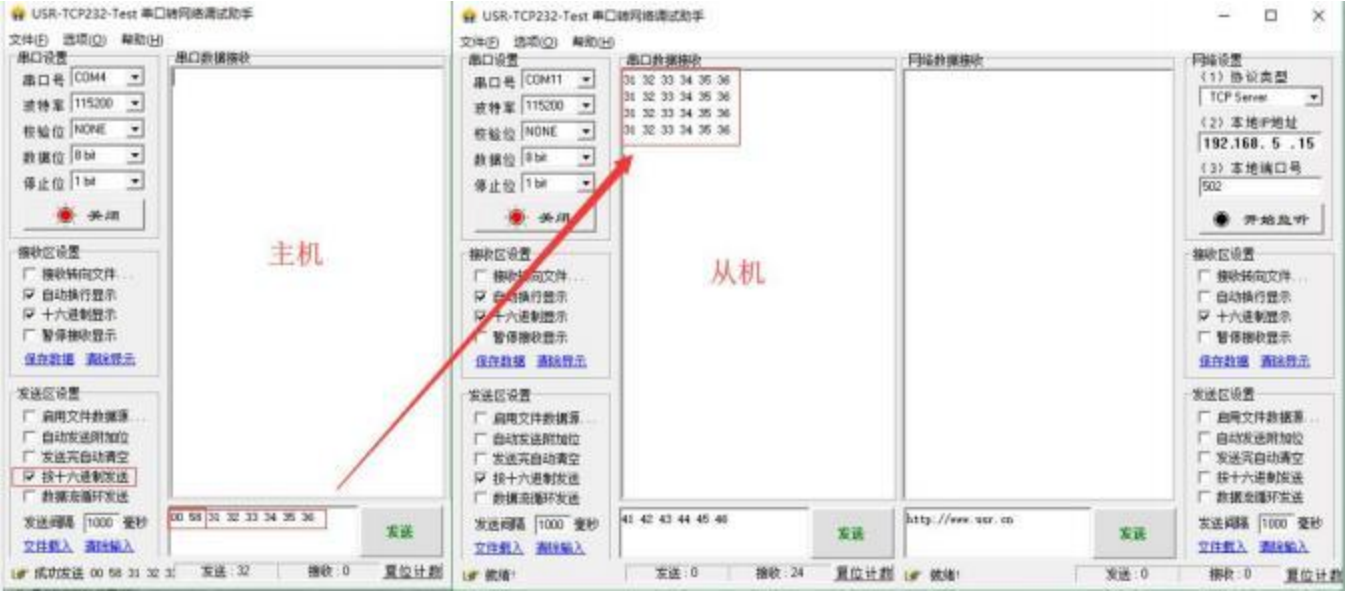 USR-TCP232-Test 串口转网络调试助手
文件(F) 选项(O) 帮助(H)
串口设置
串口号 COM4
波特率 115200
校验位 NONE
数据位 8 bit
停止位 1 bit
关闭
接收区设置
接收转向文件...
自动换行显示
十六进制显示
暂停接收显示
保存数据 清除显示
发送区设置
启用文件数据源...
自动发送附加位
发送完自动清空
按十六进制发送
数据流循环发送
发送间隔 1000 毫秒
文件载入 清除输入
串口数据接收
主机
00 58 31 32 33 34 35 36
发送
成功发送 00 58 31 32 3
发送:32
接收:0
复位计数
USR-TCP232-Test 串口转网络调试助手
文件(F) 选项(O) 帮助(H)
串口设置
串口号 COM11
波特率 115200
校验位 NONE
数据位 8 bit
停止位 1 bit
关闭
接收区设置
接收转向文件...
自动换行显示
十六进制显示
暂停接收显示
保存数据 清除显示
发送区设置
启用文件数据源...
自动发送附加位
发送完自动清空
按十六进制发送
数据流循环发送
发送间隔 1000 毫秒
文件载入 清除输入
串口数据接收
31 32 33 34 35 36
31 32 33 34 35 36
31 32 33 34 35 36
31 32 33 34 35 36
从机
41 42 43 44 45 46
发送
就绪!
发送:0
接收:24
复位计数
网络数据接收
http://www.usr.cn
发送
就绪!
发送:0
接收:0
复位计数
网络设置
(1) 协议类型
TCP Server
(2) 本地IP地址
192.168. 5 .15
(3) 本地端口号
502
开始监听
接收区设置
接收转向文件...
自动换行显示
十六进制显示
暂停接收显示
保存数据 清除显示
发送区设置
启用文件数据源...
自动发送附加位
发送完自动清空
按十六进制发送
数据流循环发送
发送间隔 1000 毫秒
文件载入 清除输入